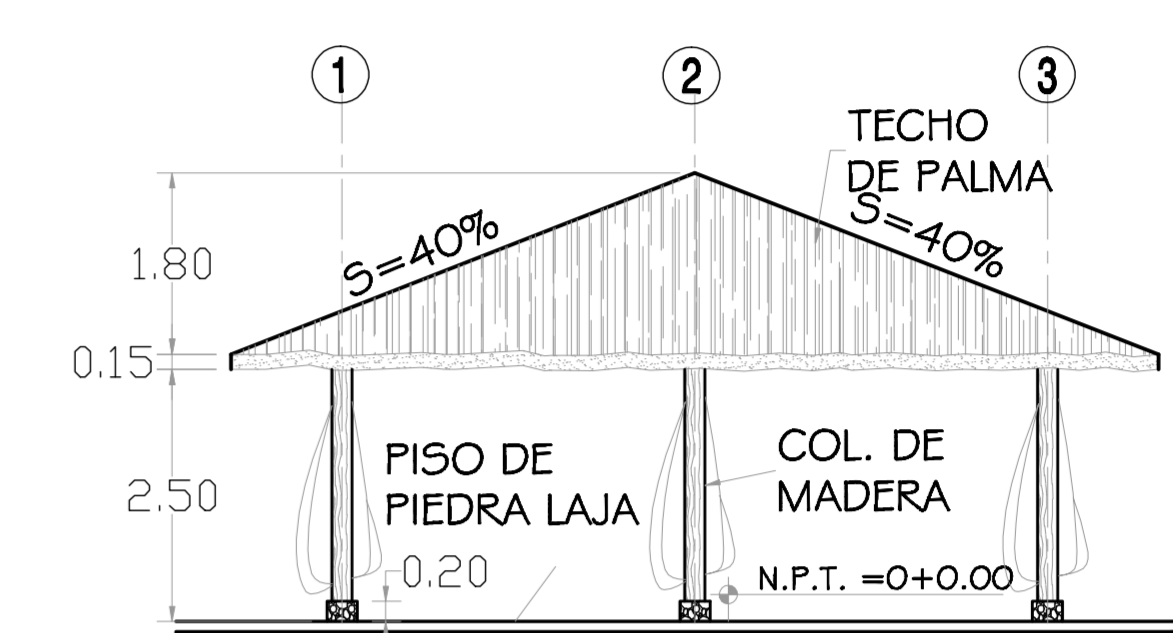 1
2
3
TECHO
DE PALMA
S=40%
S=40%
1.80
0.15
2.50
PISO DE
PIEDRA LAJA
COL. DE
MADERA
0.20
N.P.T. =0+0.00